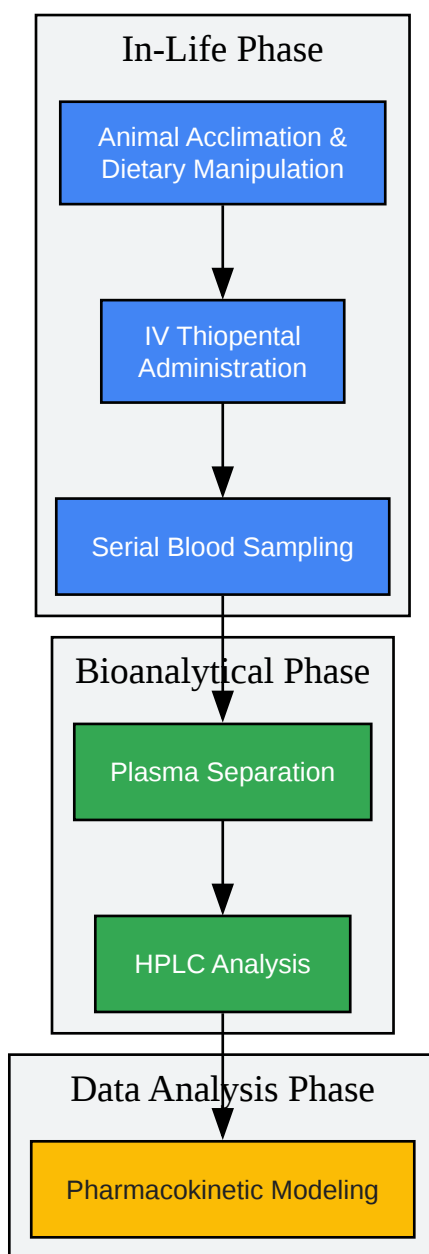 In-Life Phase
Animal Acclimation &
Dietary Manipulation
IV Thiopental
Administration
Serial Blood Sampling
Bioanalytical Phase
Plasma Separation
HPLC Analysis
Data Analysis Phase
Pharmacokinetic Modeling